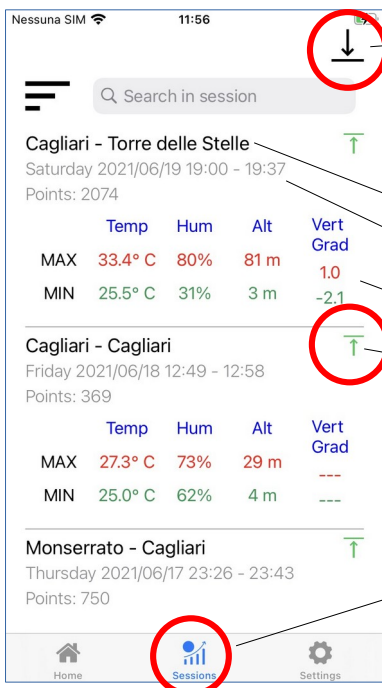 Nessuna SIM 11:56
Search in session
Cagliari - Torre delle Stelle
Saturday 2021/06/19 19:00 - 19:37
Points: 2074
Temp Hum Alt Vert Grad
MAX 33.4° C 80% 81 m 1.0
MIN 25.5° C 31% 3 m -2.1
Cagliari - Cagliari
Friday 2021/06/18 12:49 - 12:58
Points: 369
Temp Hum Alt Vert Grad
MAX 27.3° C 73% 29 m ---
MIN 25.0° C 62% 4 m ---
Monserrato - Cagliari
Thursday 2021/06/17 23:26 - 23:43
Points: 750
Home Sessions Settings